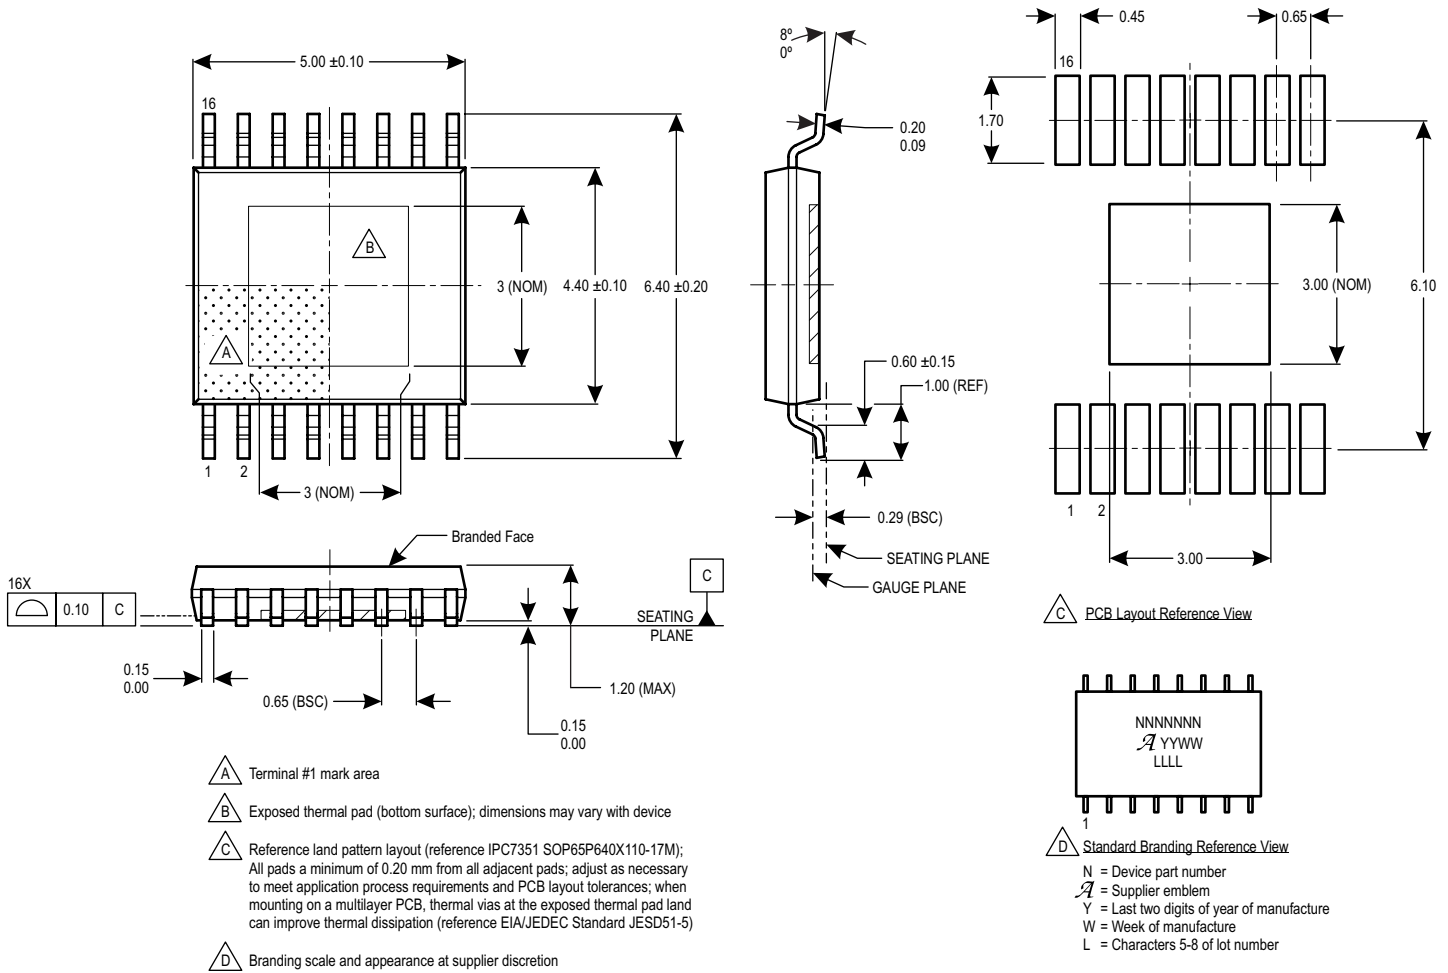 5.00 ±0.10
16
B
3 (NOM)
4.40 ±0.10
6.40 ±0.20
A
1 2
3 (NOM)
8º
0º
0.20
0.09
0.60 ±0.15
1.00 (REF)
0.29 (BSC)
SEATING PLANE
GAUGE PLANE
0.45
0.65
16
1.70
3.00 (NOM)
6.10
1 2
3.00
C PCB Layout Reference View
Branded Face
16X
0.10 C
C
SEATING
PLANE
0.15
0.00
0.65 (BSC)
1.20 (MAX)
0.15
0.00
NNNNNNN
A YYWW
LLLL
1
D Standard Branding Reference View
N = Device part number
A = Supplier emblem
Y = Last two digits of year of manufacture
W = Week of manufacture
L = Characters 5-8 of lot number
A Terminal #1 mark area
B Exposed thermal pad (bottom surface); dimensions may vary with device
C Reference land pattern layout (reference IPC7351 SOP65P640X110-17M);
All pads a minimum of 0.20 mm from all adjacent pads; adjust as necessary
to meet application process requirements and PCB layout tolerances; when
mounting on a multilayer PCB, thermal vias at the exposed thermal pad land
can improve thermal dissipation (reference EIA/JEDEC Standard JESD51-5)
D Branding scale and appearance at supplier discretion